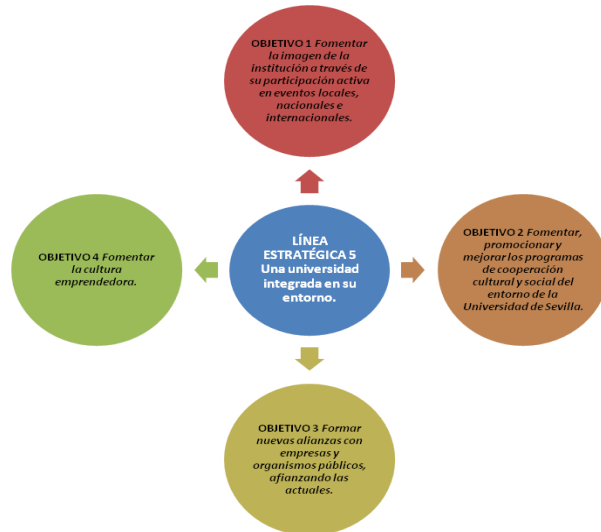 OBJETIVO 1 Fomentar
la imagen de la
institución a través de
su participación activa
en eventos locales,
nacionales e
internacionales.
OBJETIVO 4 Fomentar
la cultura
emprendedora.
LÍNEA
ESTRATÉGICA 5
Una universidad
integrada en su
entorno.
OBJETIVO 2 Fomentar,
promocionar y
mejorar los programas
de cooperación
cultural y social del
entorno de la
Universidad de Sevilla.
OBJETIVO 3 Formar
nuevas alianzas con
empresas y
organismos públicos,
afianzando las
actuales.